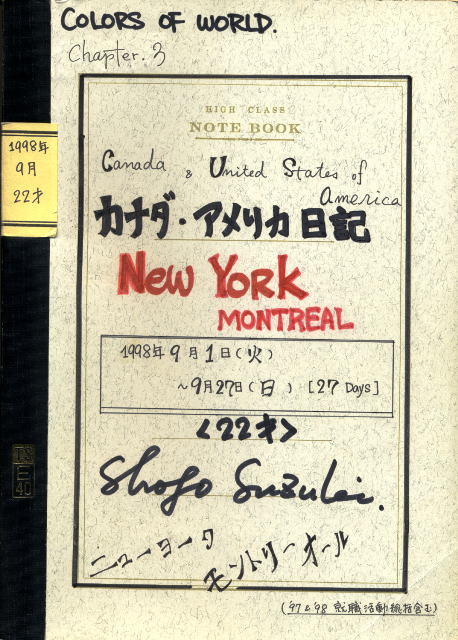 COLORS OF WORLD.
Chapter. 3
1998年
9月
22才
HIGH CLASS
NOTE BOOK
Canada & United States of
America
カナダ・アメリカ日記
New York
MONTREAL
1998年9月1日(火)
~9月27日(日) [27 Days]
<22才>
Shogo Suzuki.
ニューヨーク
モントリーオール
('97&'98 就職活動総括含む)
TS
E
40